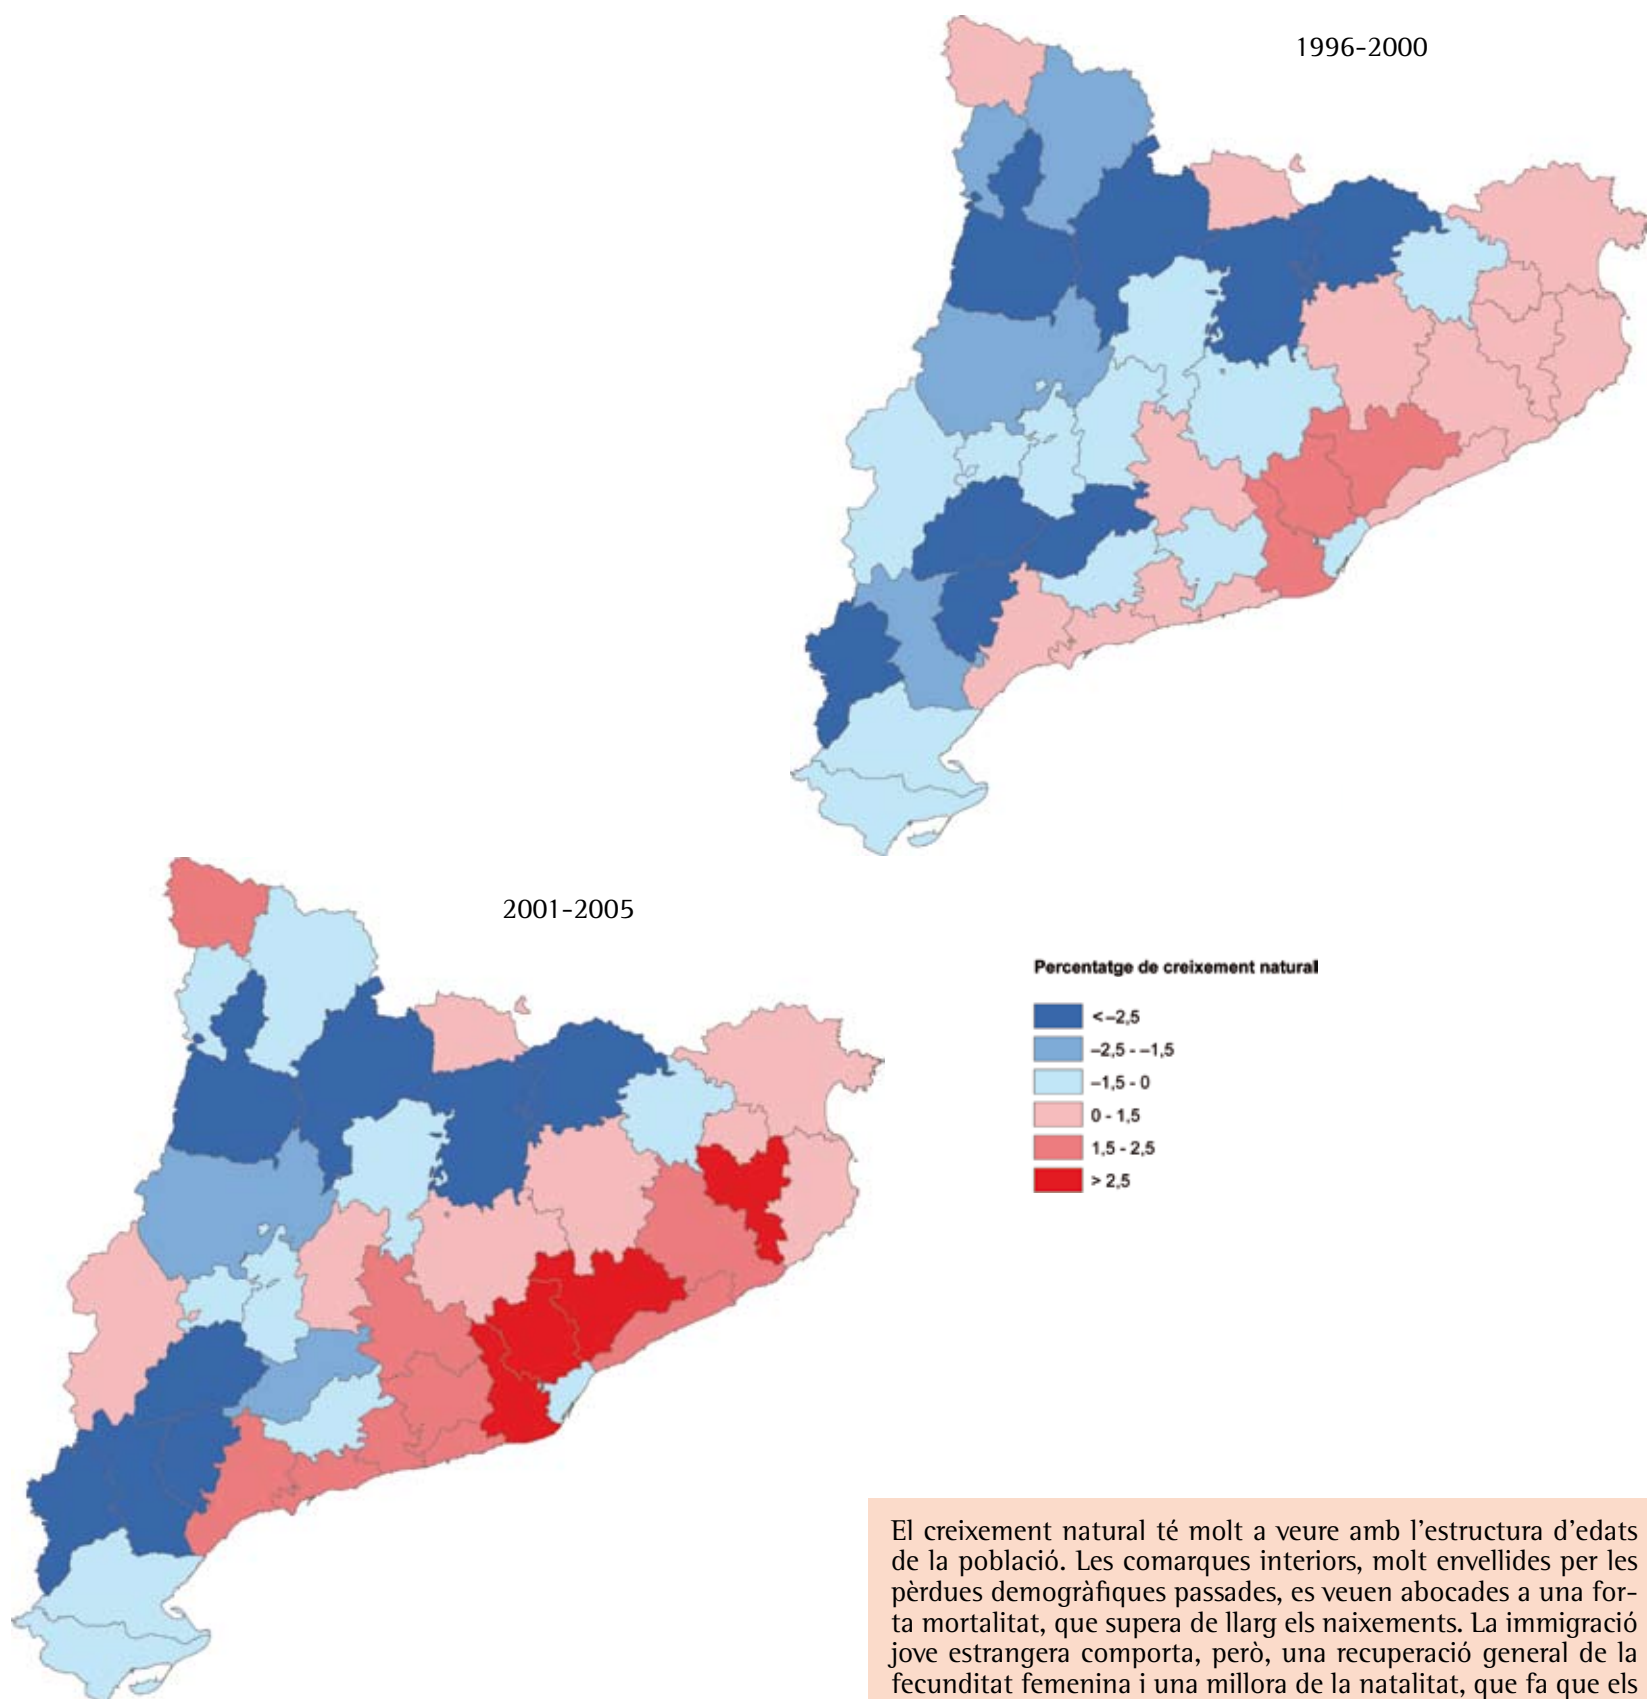 1996-2000
2001-2005
Percentatge de creixement natural
< –2,5
–2,5 - –1,5
–1,5 - 0
0 - 1,5
1,5 - 2,5
> 2,5
El creixement natural té molt a veure amb l’estructura d’edats
de la població. Les comarques interiors, molt envellides per les
pèrdues demogràfiques passades, es veuen abocades a una for-
ta mortalitat, que supera de llarg els naixements. La immigració
jove estrangera comporta, però, una recuperació general de la
fecunditat femenina i una millora de la natalitat, que fa que els